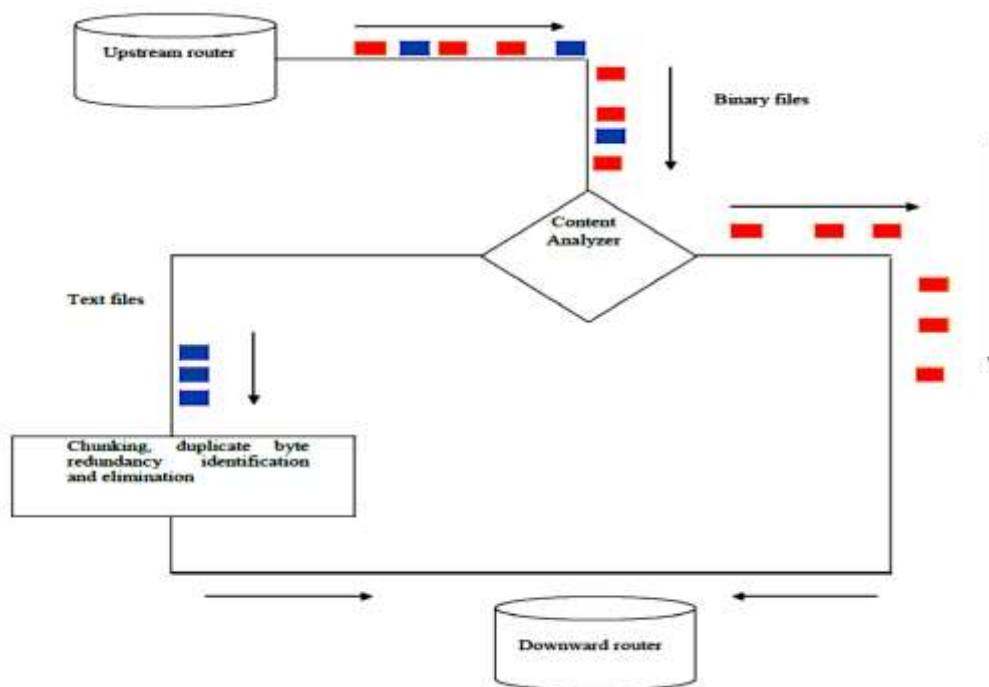 Upstream router
Binary files
Content
Analyzer
Text files
Chunking, duplicate byte
redundancy identification
and elimination
Downward router